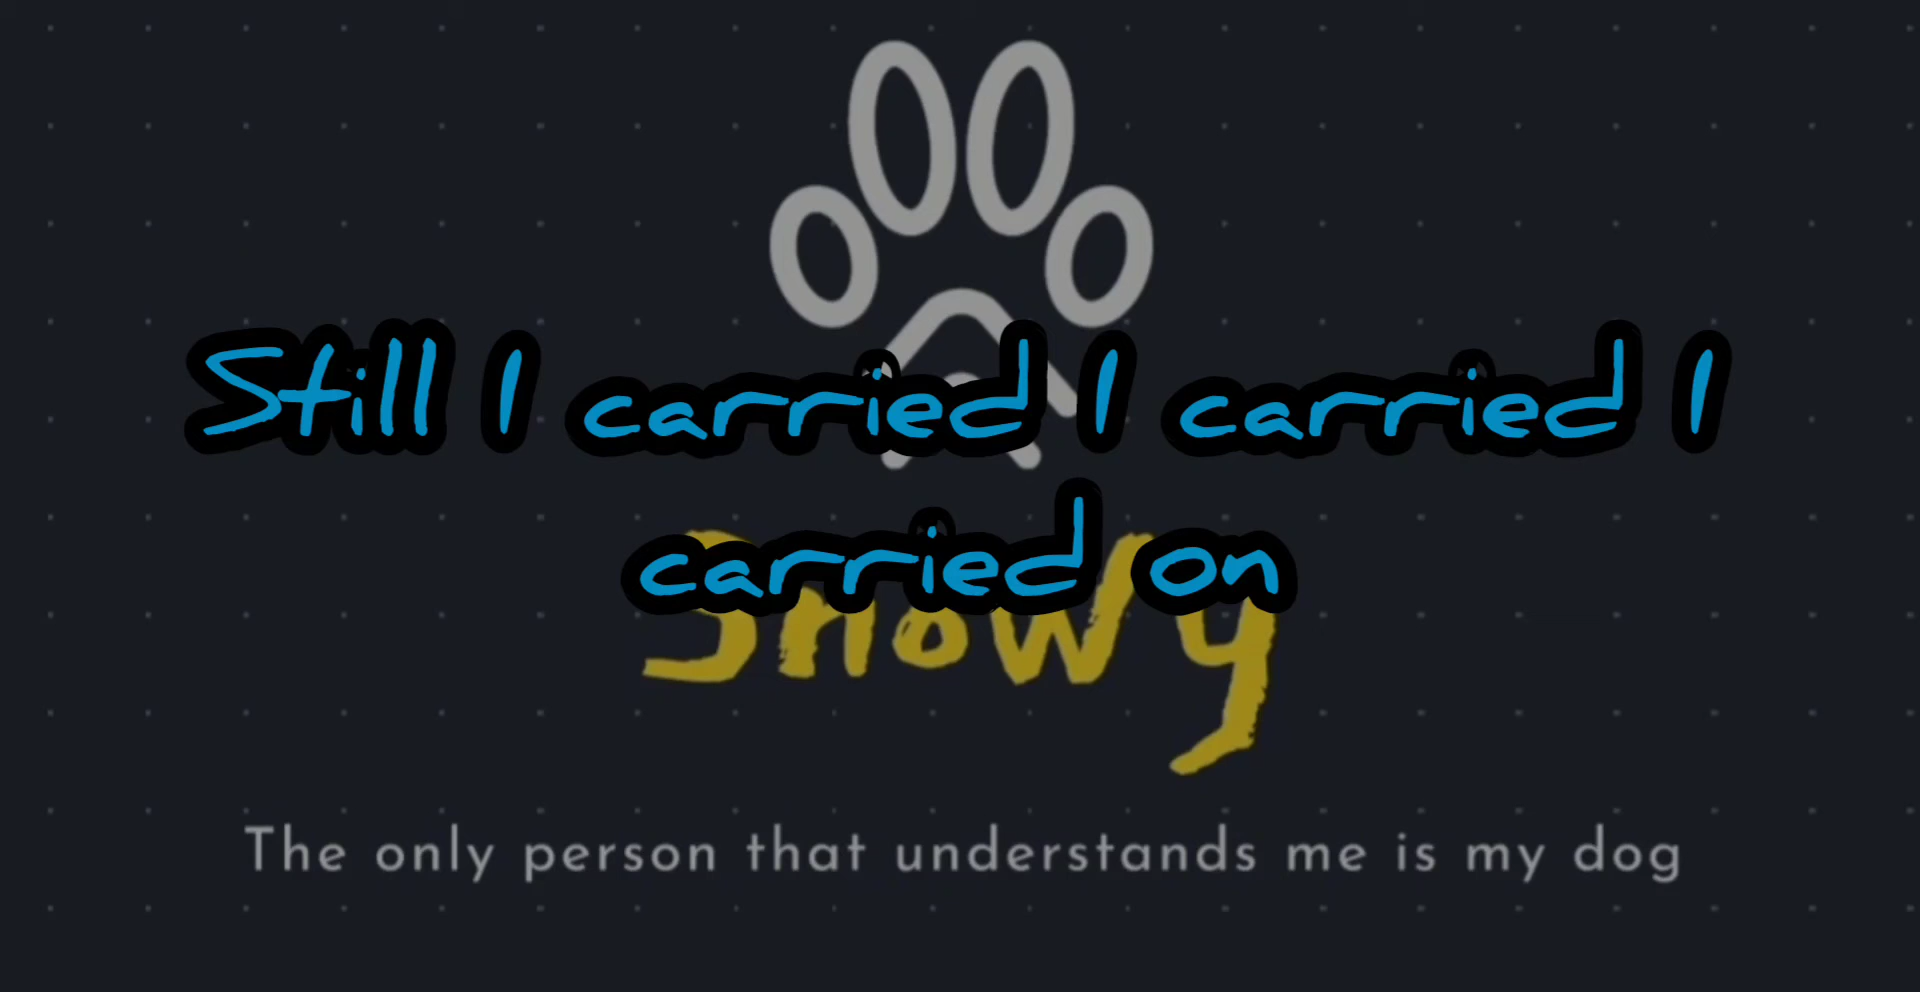 Still I carried I carried I
carried on
Snowy
The only person that understands me is my dog